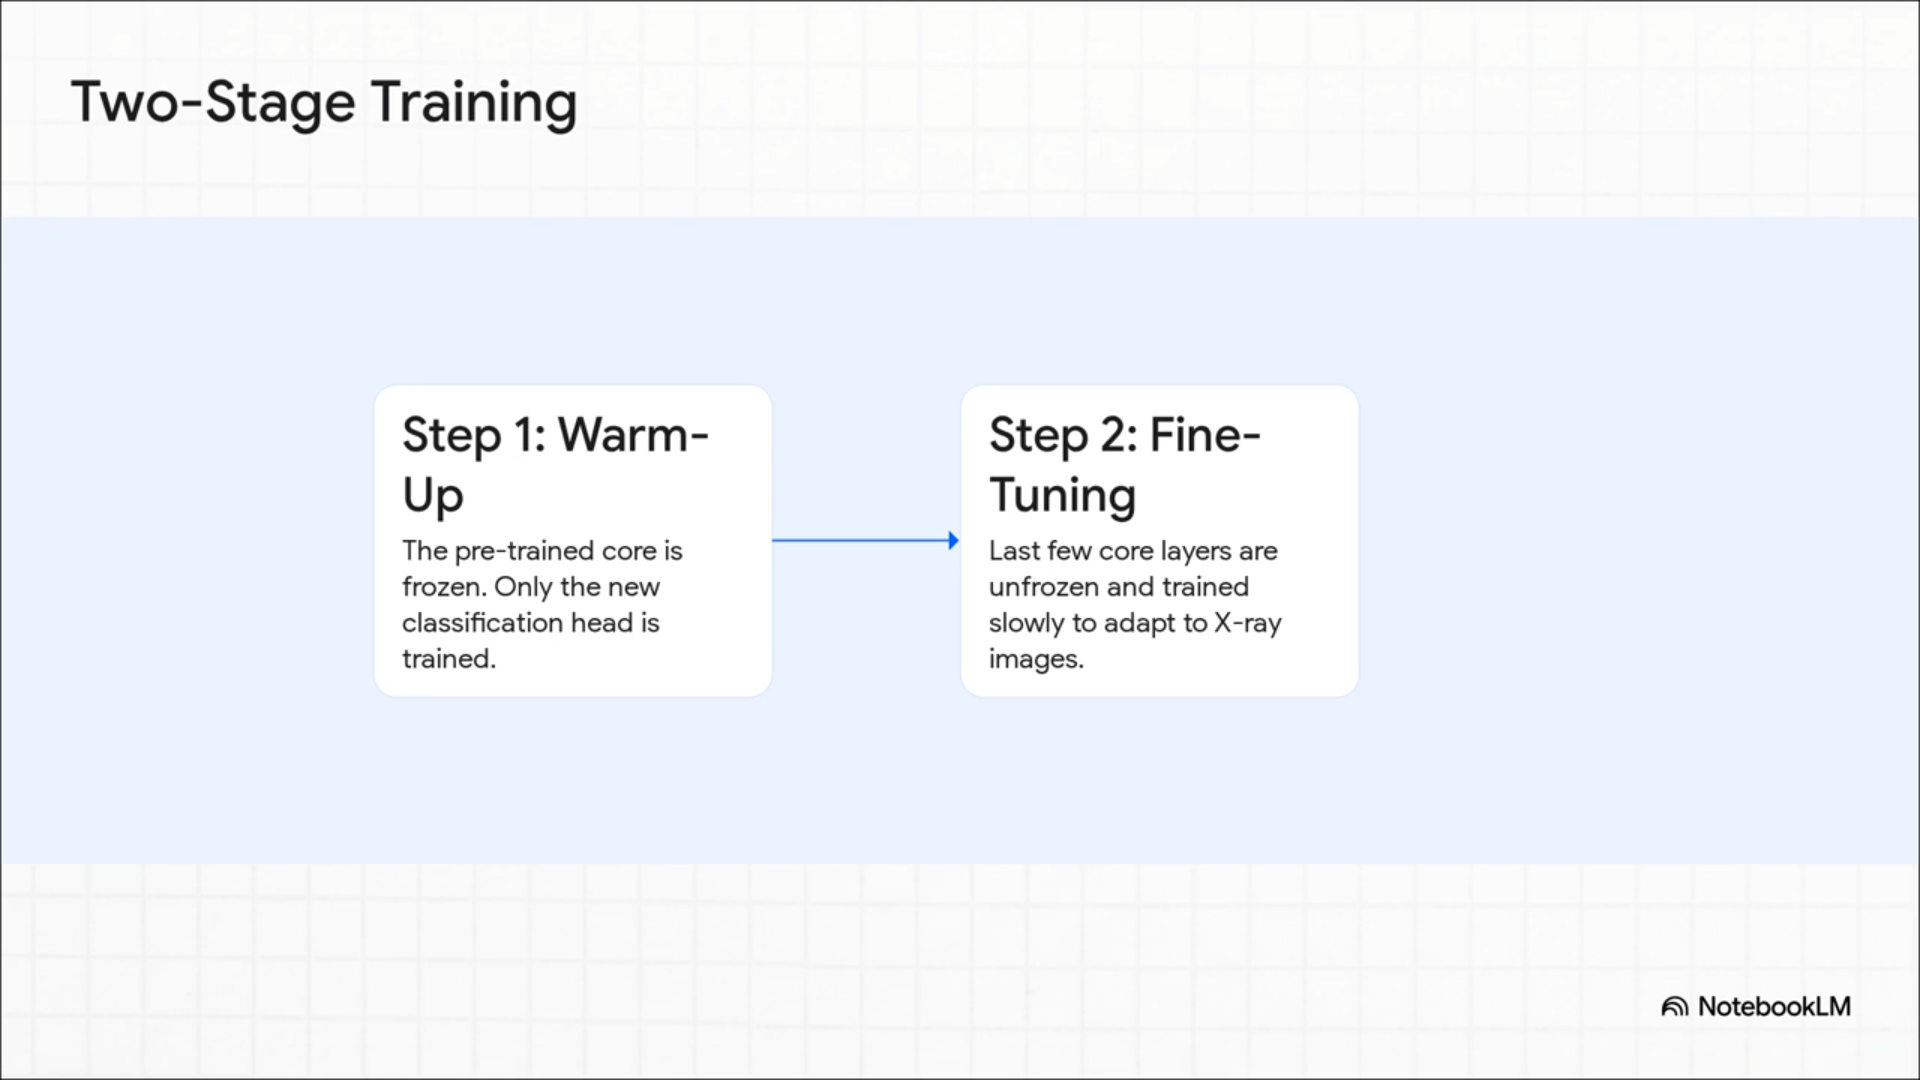 Two-Stage Training
Step 1: Warm-
Up
The pre-trained core is
frozen. Only the new
classification head is
trained.
Step 2: Fine-
Tuning
Last few core layers are
unfrozen and trained
slowly to adapt to X-ray
images.
NotebookLM